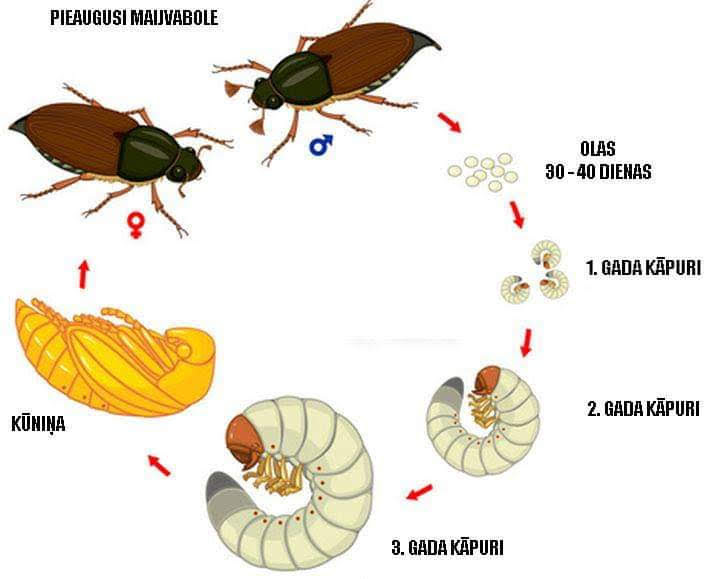 PIEAUGUSI MAIJVABOLE
OLAS
30 - 40 DIENAS
1. GADA KĀPURI
2. GADA KĀPURI
3. GADA KĀPURI
KŪNIŅA